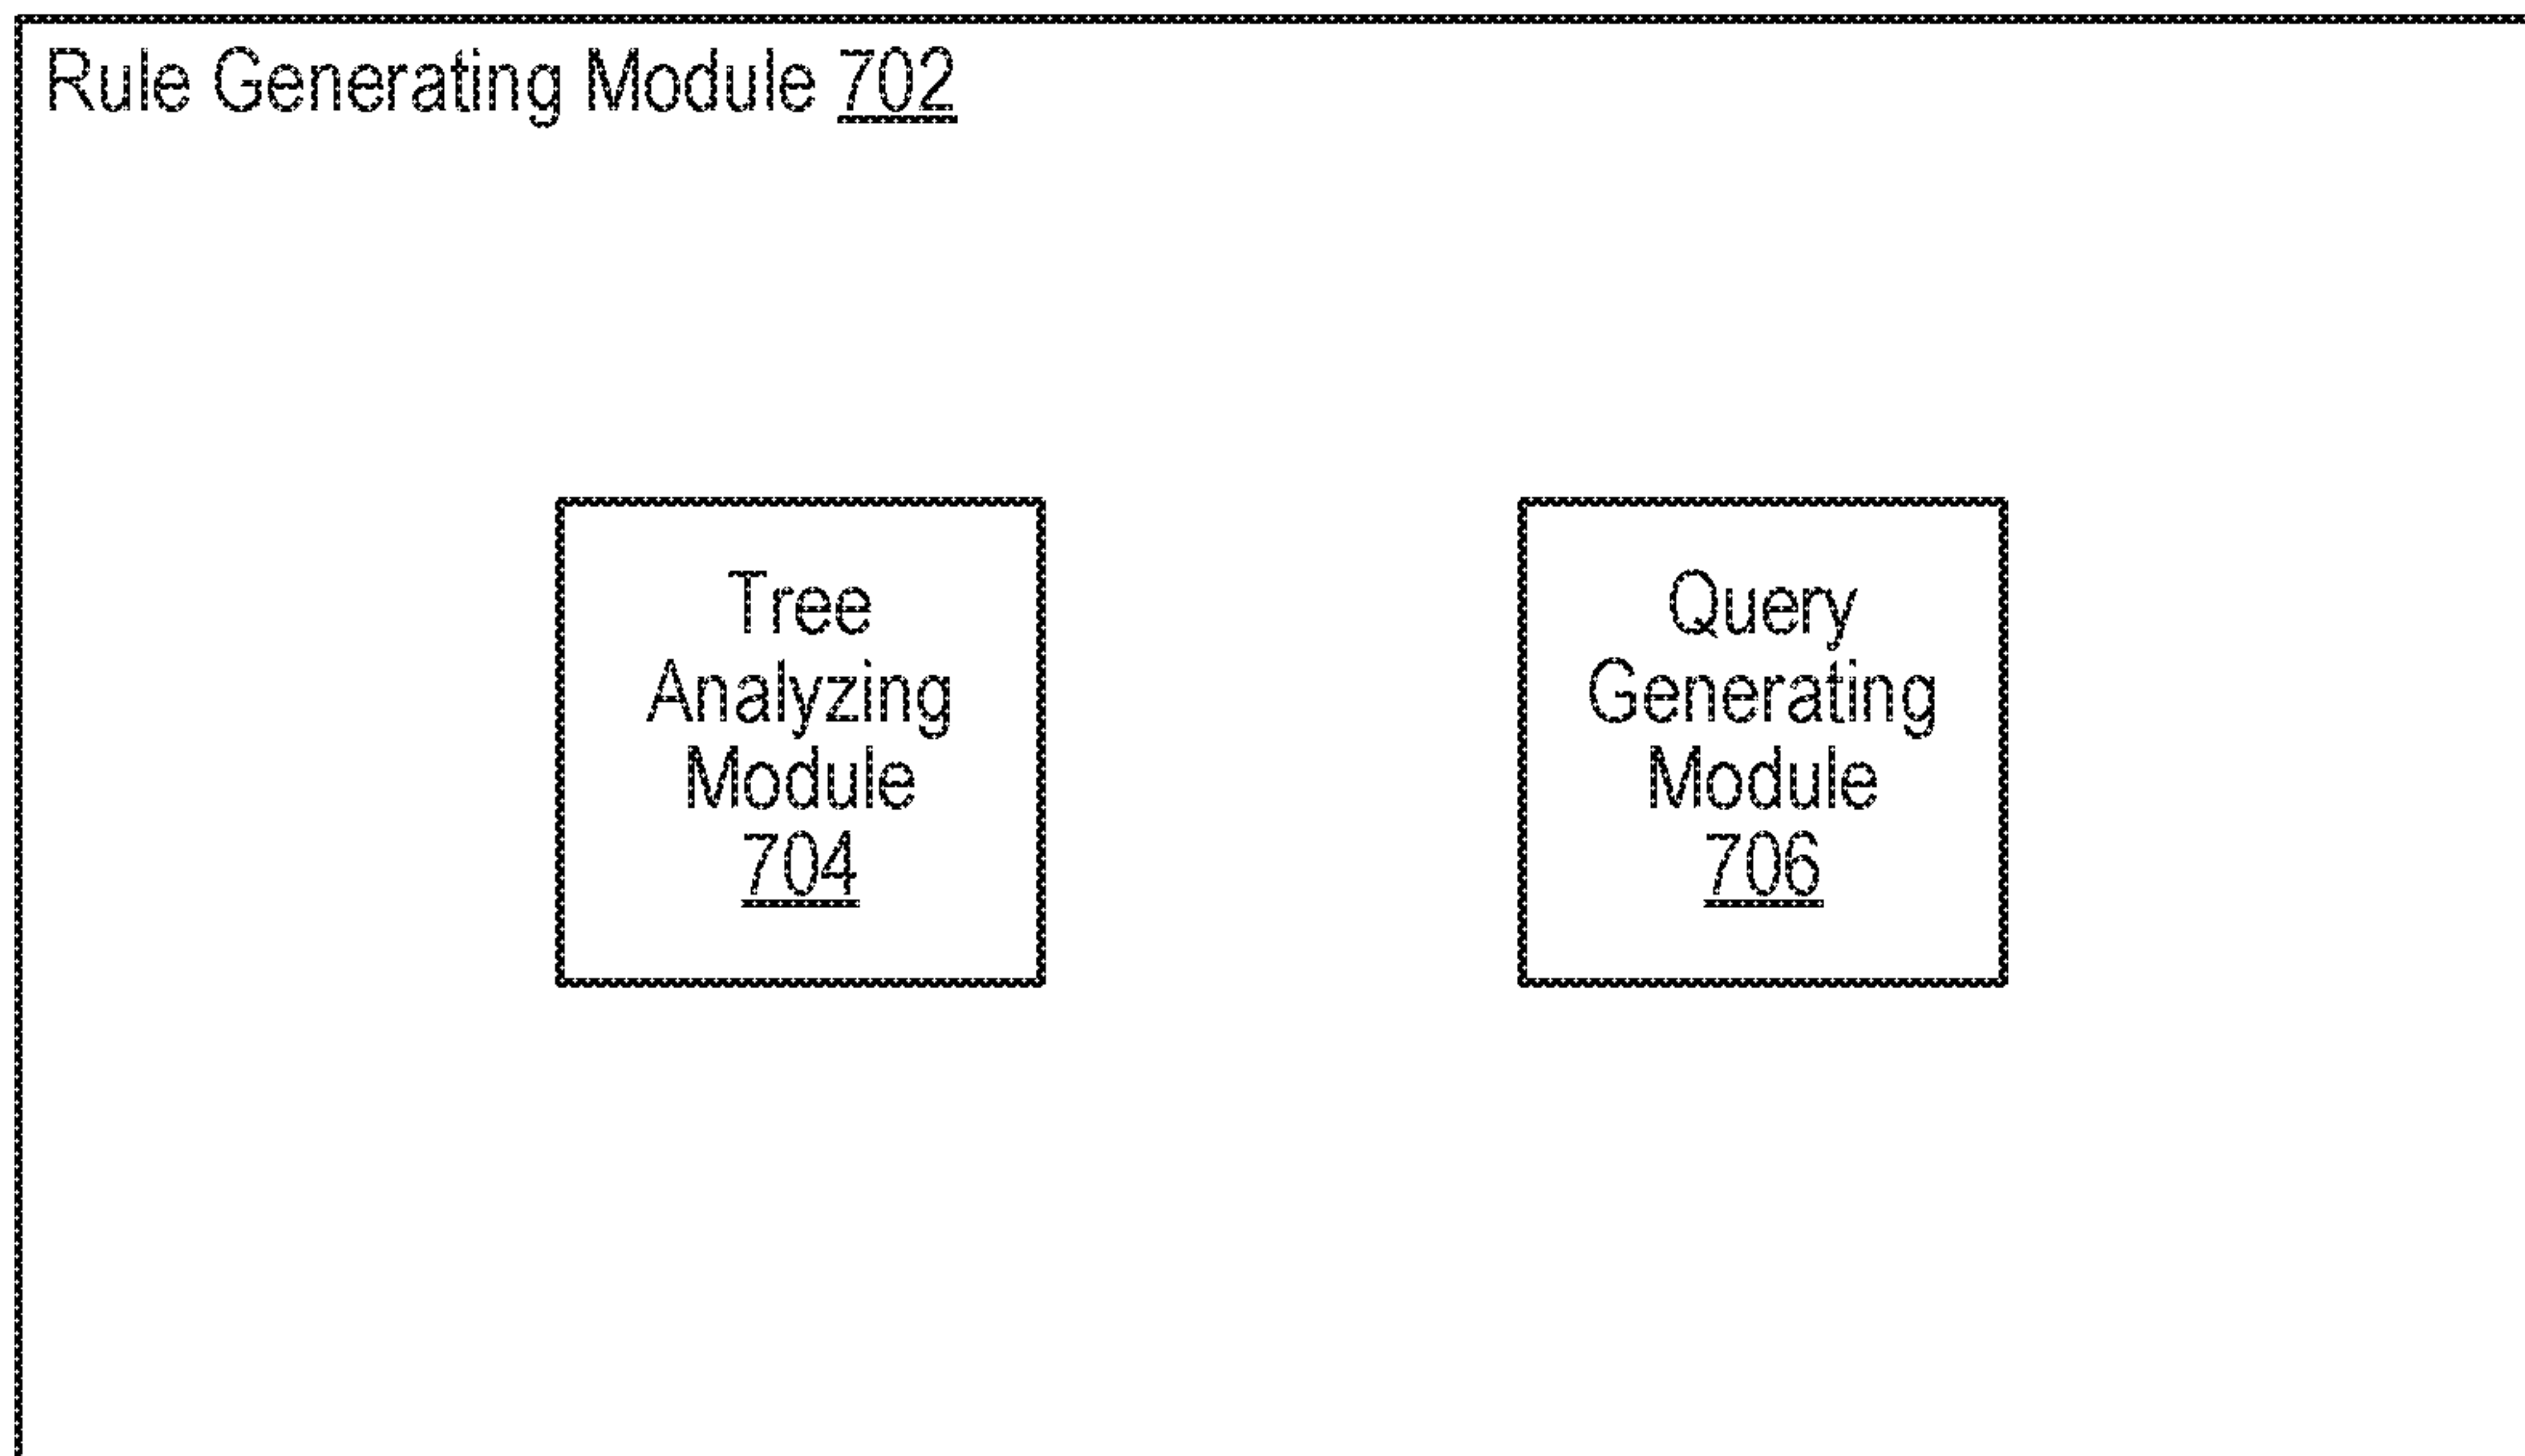 Rule Generating Module 702
Tree
Analyzing
Module
704
Query
Generating
Module
706